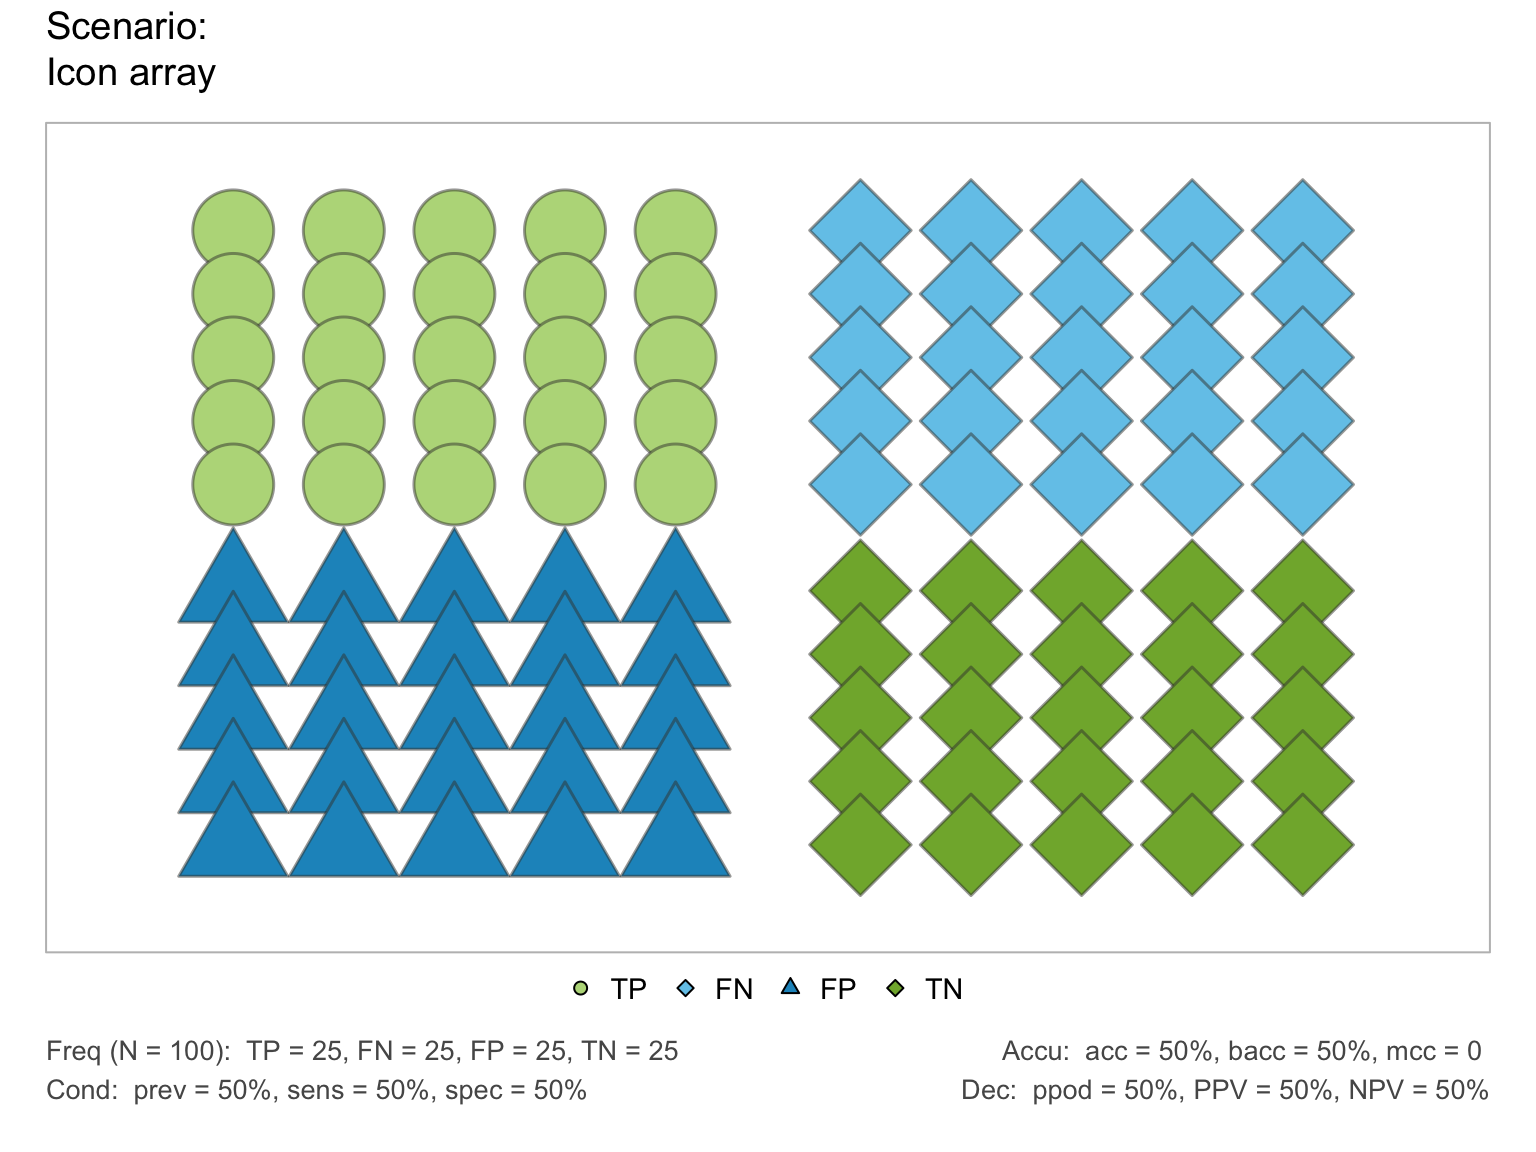 Scenario:
Icon array
TP FN FP TN
Freq (N = 100):  TP = 25, FN = 25, FP = 25, TN = 25
Accu:  acc = 50%, bacc = 50%, mcc = 0
Cond:  prev = 50%, sens = 50%, spec = 50%
Dec:  ppod = 50%, PPV = 50%, NPV = 50%